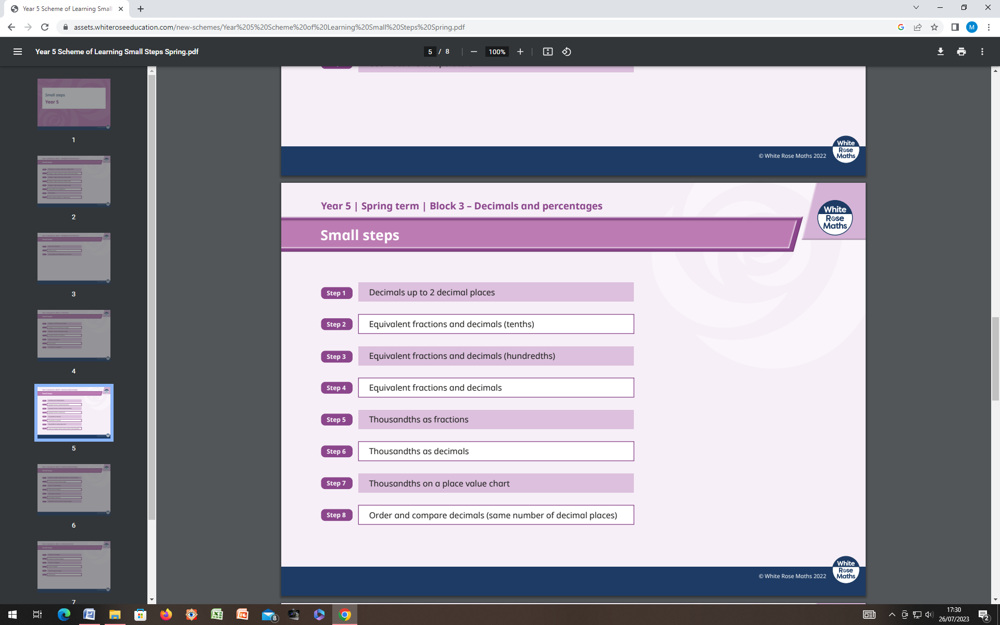 Year 5 Scheme of Learning Small
assets.whiteroseeducation.com/new-schemes/Year%205%20Scheme%20of%20Learning%20Small%20Steps%20Spring.pdf
M
Year 5 Scheme of Learning Small Steps Spring.pdf
5 / 8
100%
Small steps
Year 5
1
2
3
4
5
6
7
© White Rose Maths 2022
White
Rose
Maths
Year 5 | Spring term | Block 3 – Decimals and percentages
White
Rose
Maths
Small steps
Step 1 Decimals up to 2 decimal places
Step 2 Equivalent fractions and decimals (tenths)
Step 3 Equivalent fractions and decimals (hundredths)
Step 4 Equivalent fractions and decimals
Step 5 Thousandths as fractions
Step 6 Thousandths as decimals
Step 7 Thousandths on a place value chart
Step 8 Order and compare decimals (same number of decimal places)
© White Rose Maths 2022
White
Rose
Maths
8
17:30
26/07/2023
2